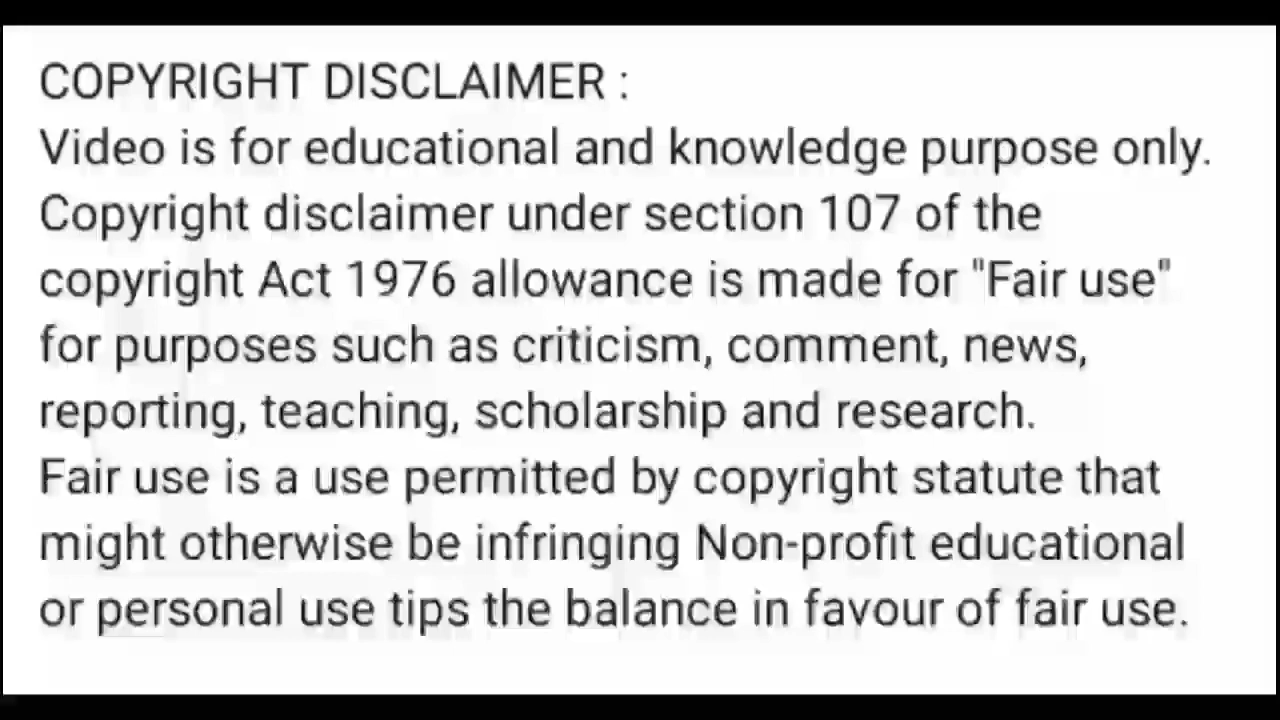 COPYRIGHT DISCLAIMER :
Video is for educational and knowledge purpose only.
Copyright disclaimer under section 107 of the
copyright Act 1976 allowance is made for "Fair use"
for purposes such as criticism, comment, news,
reporting, teaching, scholarship and research.
Fair use is a use permitted by copyright statute that
might otherwise be infringing Non-profit educational
or personal use tips the balance in favour of fair use.